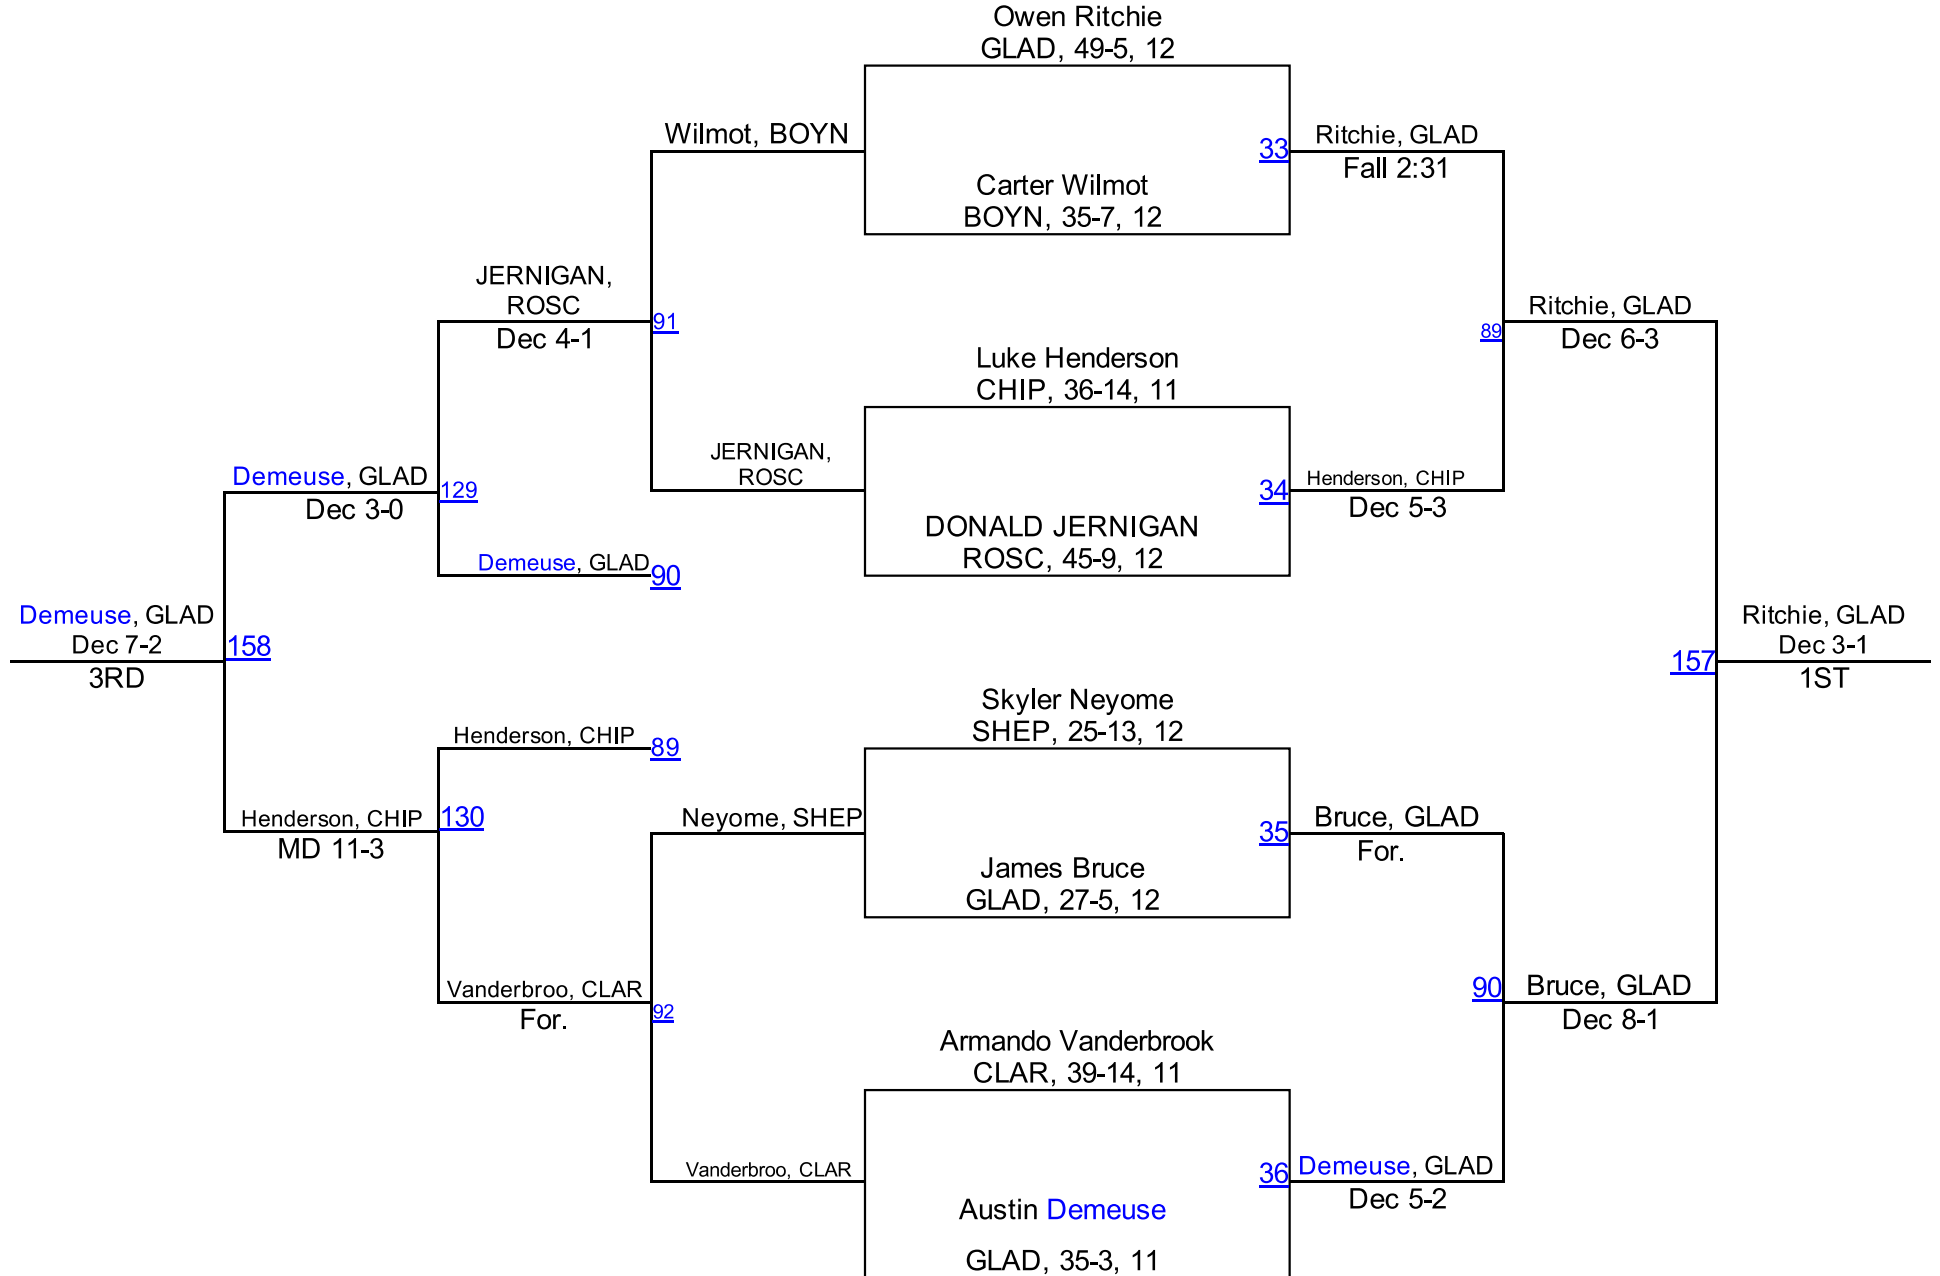 Owen Ritchie
GLAD, 49-5, 12
Wilmot, BOYN
33
Ritchie, GLAD
Fall 2:31
Carter Wilmot
BOYN, 35-7, 12
JERNIGAN,
ROSC
Dec 4-1
91
Ritchie, GLAD
Dec 6-3
89
Luke Henderson
CHIP, 36-14, 11
JERNIGAN,
ROSC
34
Henderson, CHIP
Dec 5-3
Demeuse, GLAD
Dec 3-0
129
DONALD JERNIGAN
ROSC, 45-9, 12
Demeuse, GLAD
90
Demeuse, GLAD
Dec 7-2
3RD
158
157
Ritchie, GLAD
Dec 3-1
1ST
Skyler Neyome
SHEP, 25-13, 12
Henderson, CHIP
89
Henderson, CHIP
MD 11-3
130
Neyome, SHEP
35
Bruce, GLAD
For.
James Bruce
GLAD, 27-5, 12
Vanderbroo, CLAR
For.
92
90
Bruce, GLAD
Dec 8-1
Armando Vanderbrook
CLAR, 39-14, 11
Vanderbroo, CLAR
36
Demeuse, GLAD
Dec 5-2
Austin Demeuse
GLAD, 35-3, 11